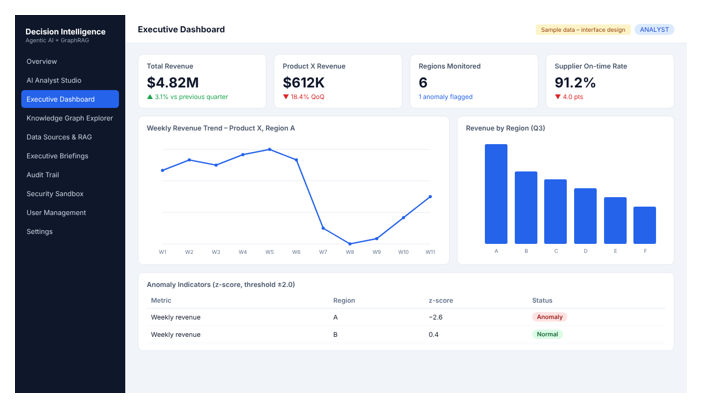 Decision Intelligence
Agentic AI + GraphRAG
Overview
AI Analyst Studio
Executive Dashboard
Knowledge Graph Explorer
Data Sources & RAG
Executive Briefings
Audit Trail
Security Sandbox
User Management
Settings
Executive Dashboard
Sample data – interface design
ANALYST
Total Revenue
$4.82M
▲ 3.1% vs previous quarter
Product X Revenue
$612K
▼ 18.4% QoQ
Regions Monitored
6
1 anomaly flagged
Supplier On-time Rate
91.2%
▼ 4.0 pts
Weekly Revenue Trend – Product X, Region A
W1 W2 W3 W4 W5 W6 W7 W8 W9 W10 W11
Revenue by Region (Q3)
A B C D E F
Anomaly Indicators (z-score, threshold ±2.0)
Metric Region z-score Status
Weekly revenue A −2.6 Anomaly
Weekly revenue B 0.4 Normal